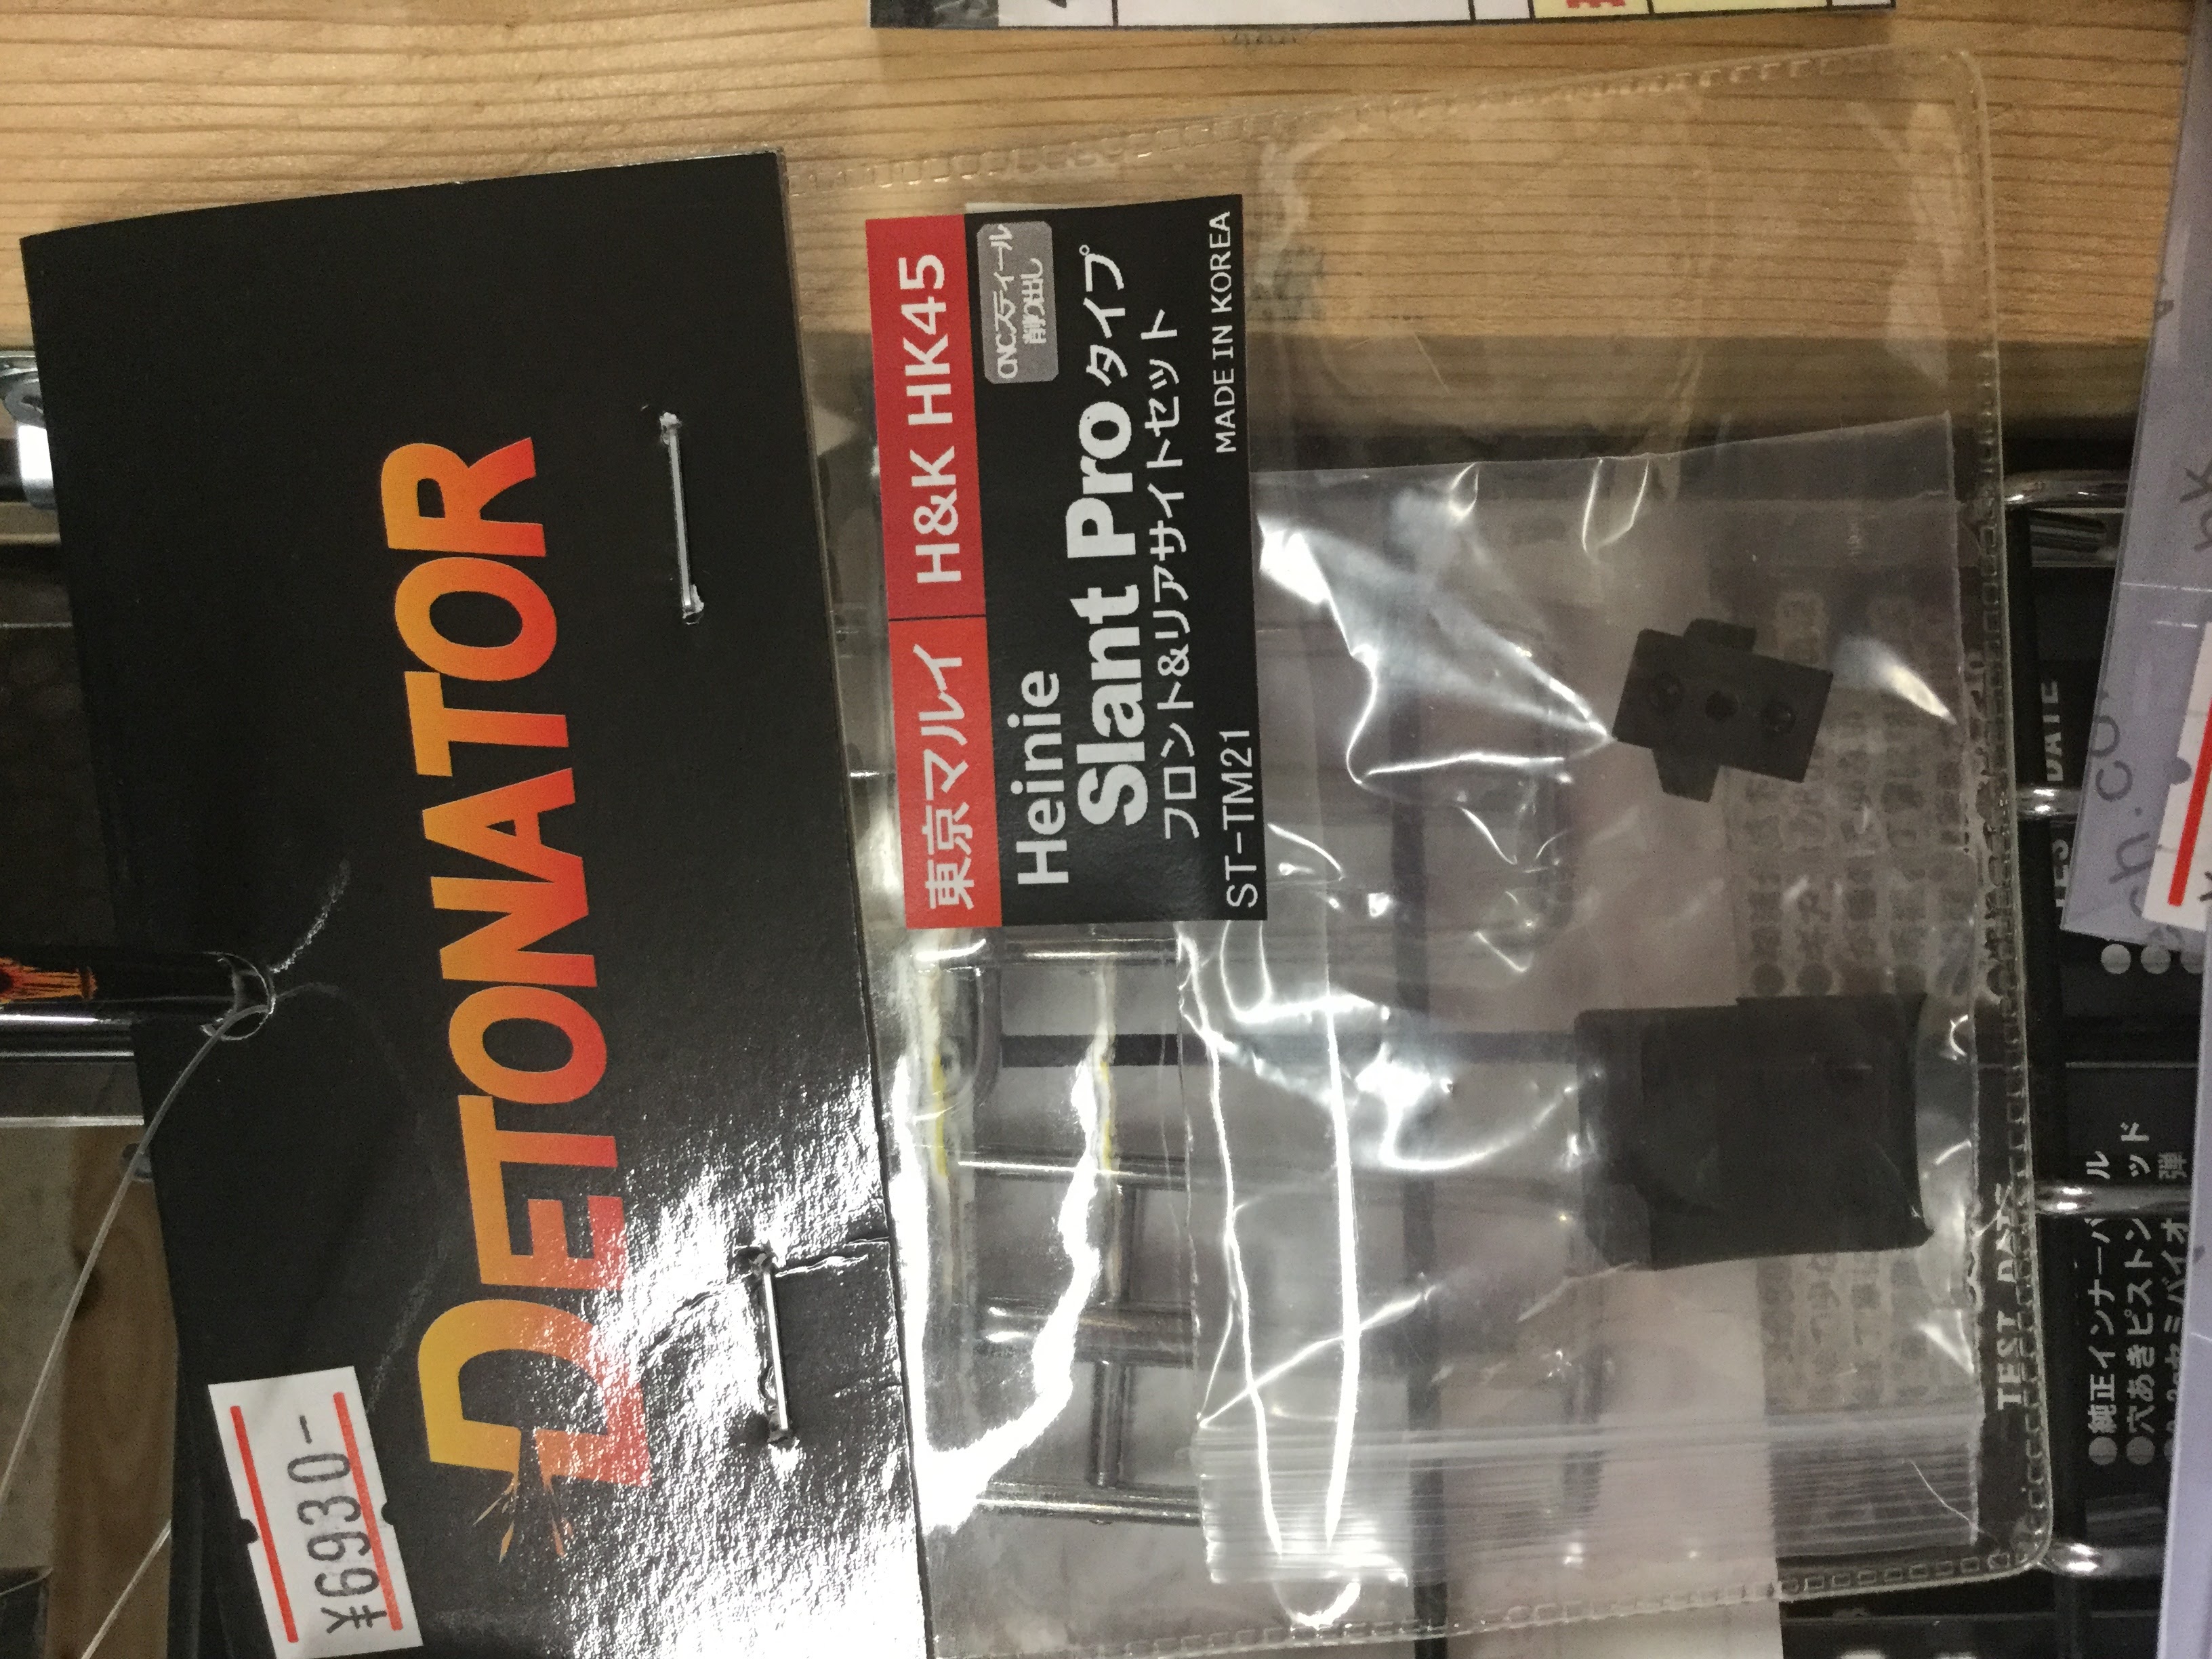 DETONATOR
¥6930-
東京マルイ H&K HK45
CNCスティール
削り出し
Heinie
Slant Proタイプ
フロント&リアサイトセット
ST-TM21 MADE IN KOREA
TEST DATE
●純正インナーバ ル
●穴あきピストン ッド